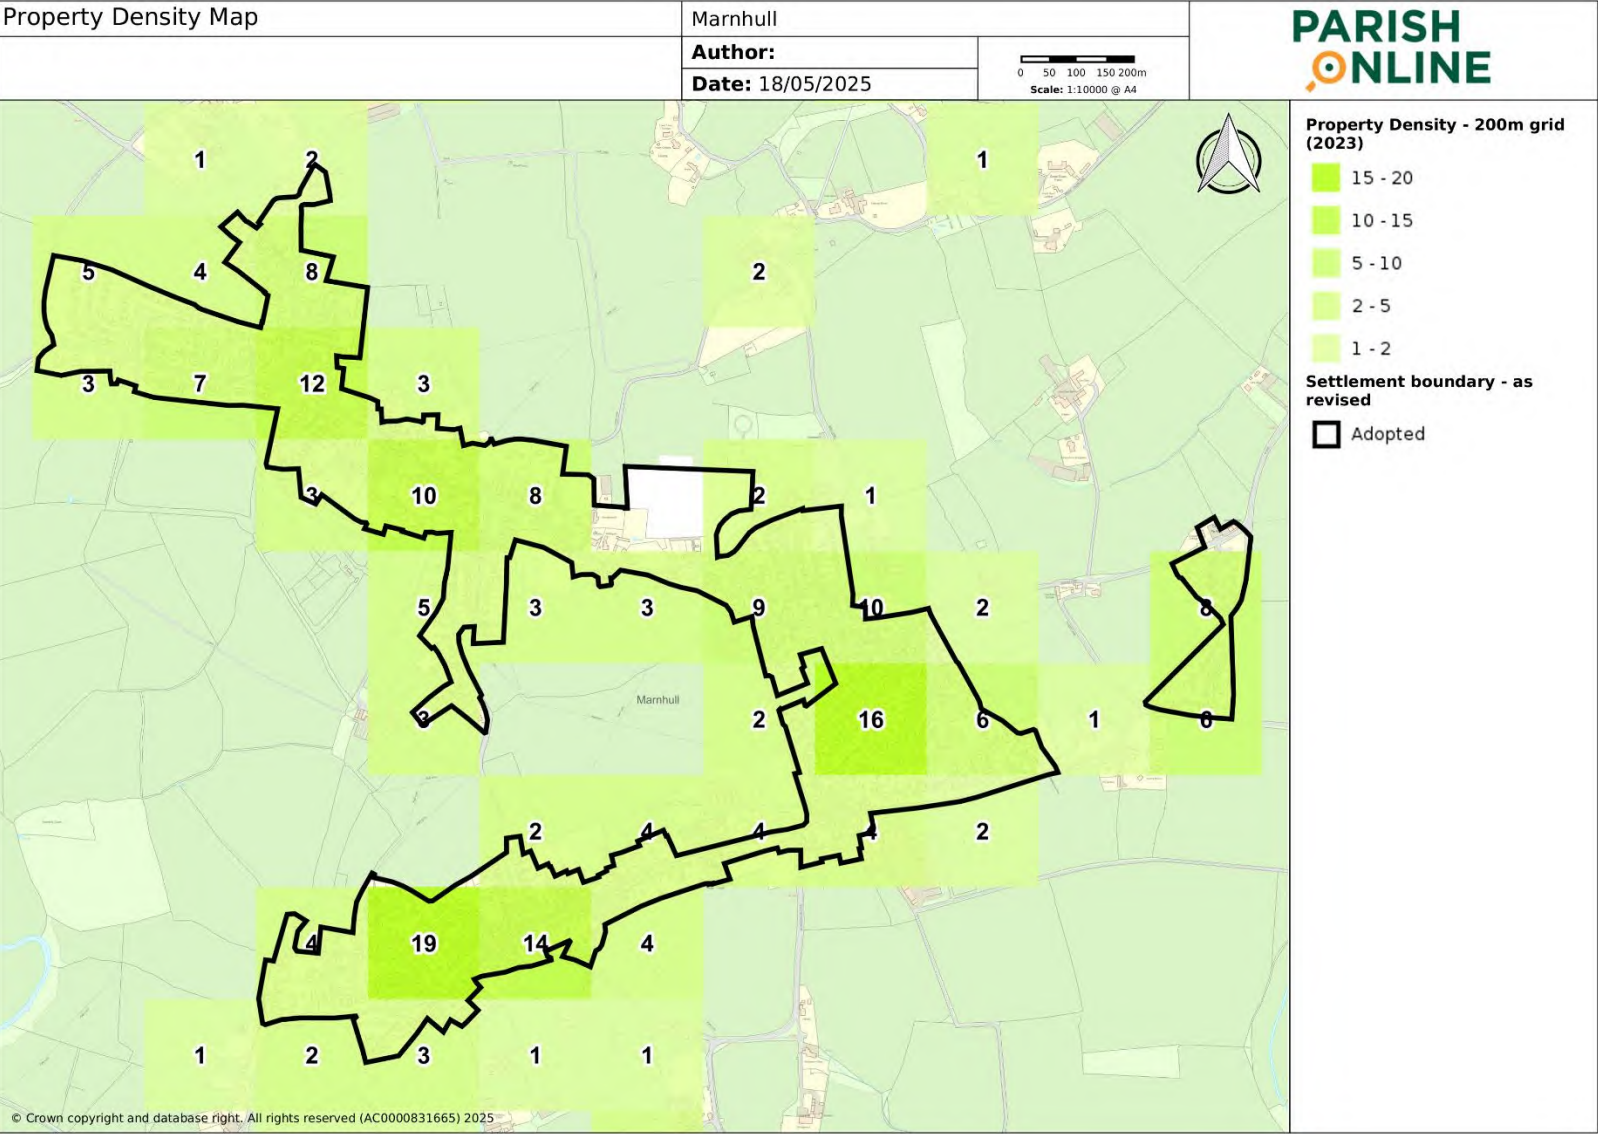 Property Density Map
Marnhull
Author:
Date: 18/05/2025
0 50 100 150 200m
Scale: 1:10000 @ A4
PARISH
ONLINE
Property Density - 200m grid
(2023)
15 - 20
10 - 15
5 - 10
2 - 5
1 - 2
Settlement boundary - as
revised
Adopted
1 2 1
5 4 8 2
3 7 12 3
3 10 8 2 1
5 3 3 9 10 2 8
Marnhull
3 2 16 6 1 6
2 4 4 4 2
4 19 14 4
1 2 3 1 1
© Crown copyright and database right. All rights reserved (AC0000831665) 2025